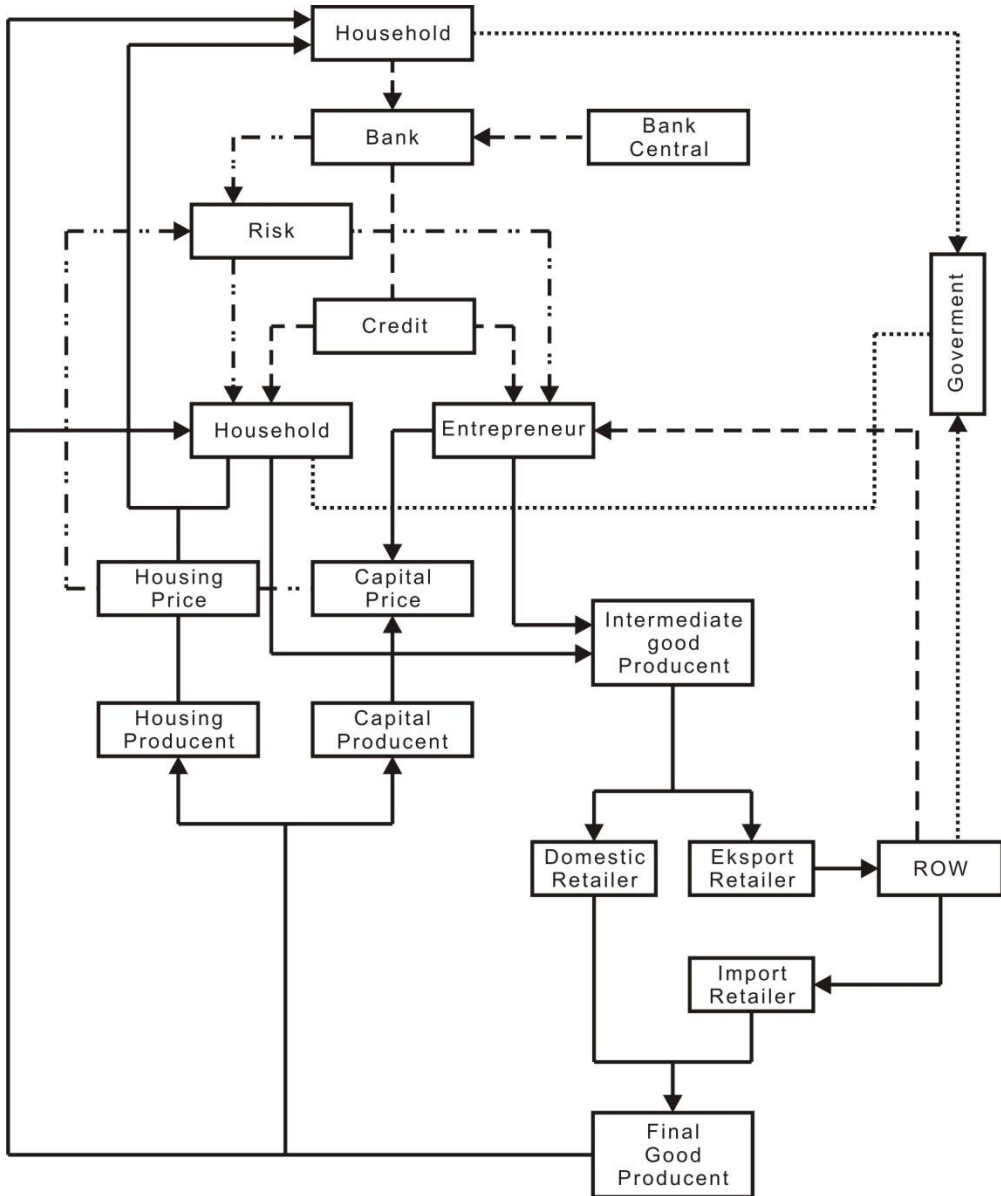 Household
Bank
Bank
Central
Risk
Credit
Goverment
Household
Entrepreneur
Housing
Price
Capital
Price
Intermediate
good
Producent
Housing
Producent
Capital
Producent
Domestic
Retailer
Eksport
Retailer
ROW
Import
Retailer
Final
Good
Producent